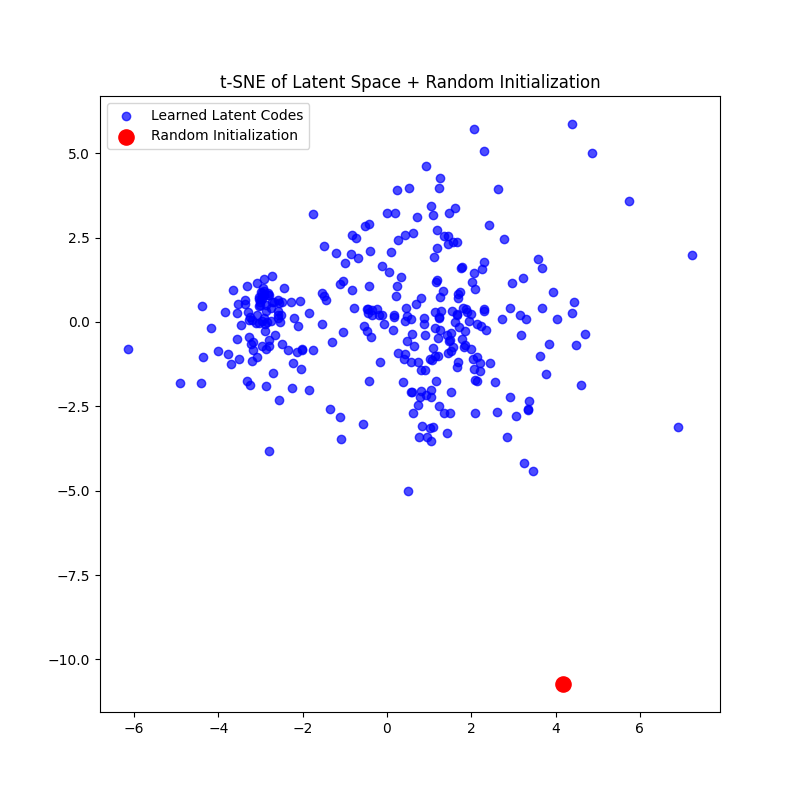 t-SNE of Latent Space + Random Initialization
Learned Latent Codes
Random Initialization
5.0
2.5
0.0
−2.5
−5.0
−7.5
−10.0
−6 −4 −2 0 2 4 6